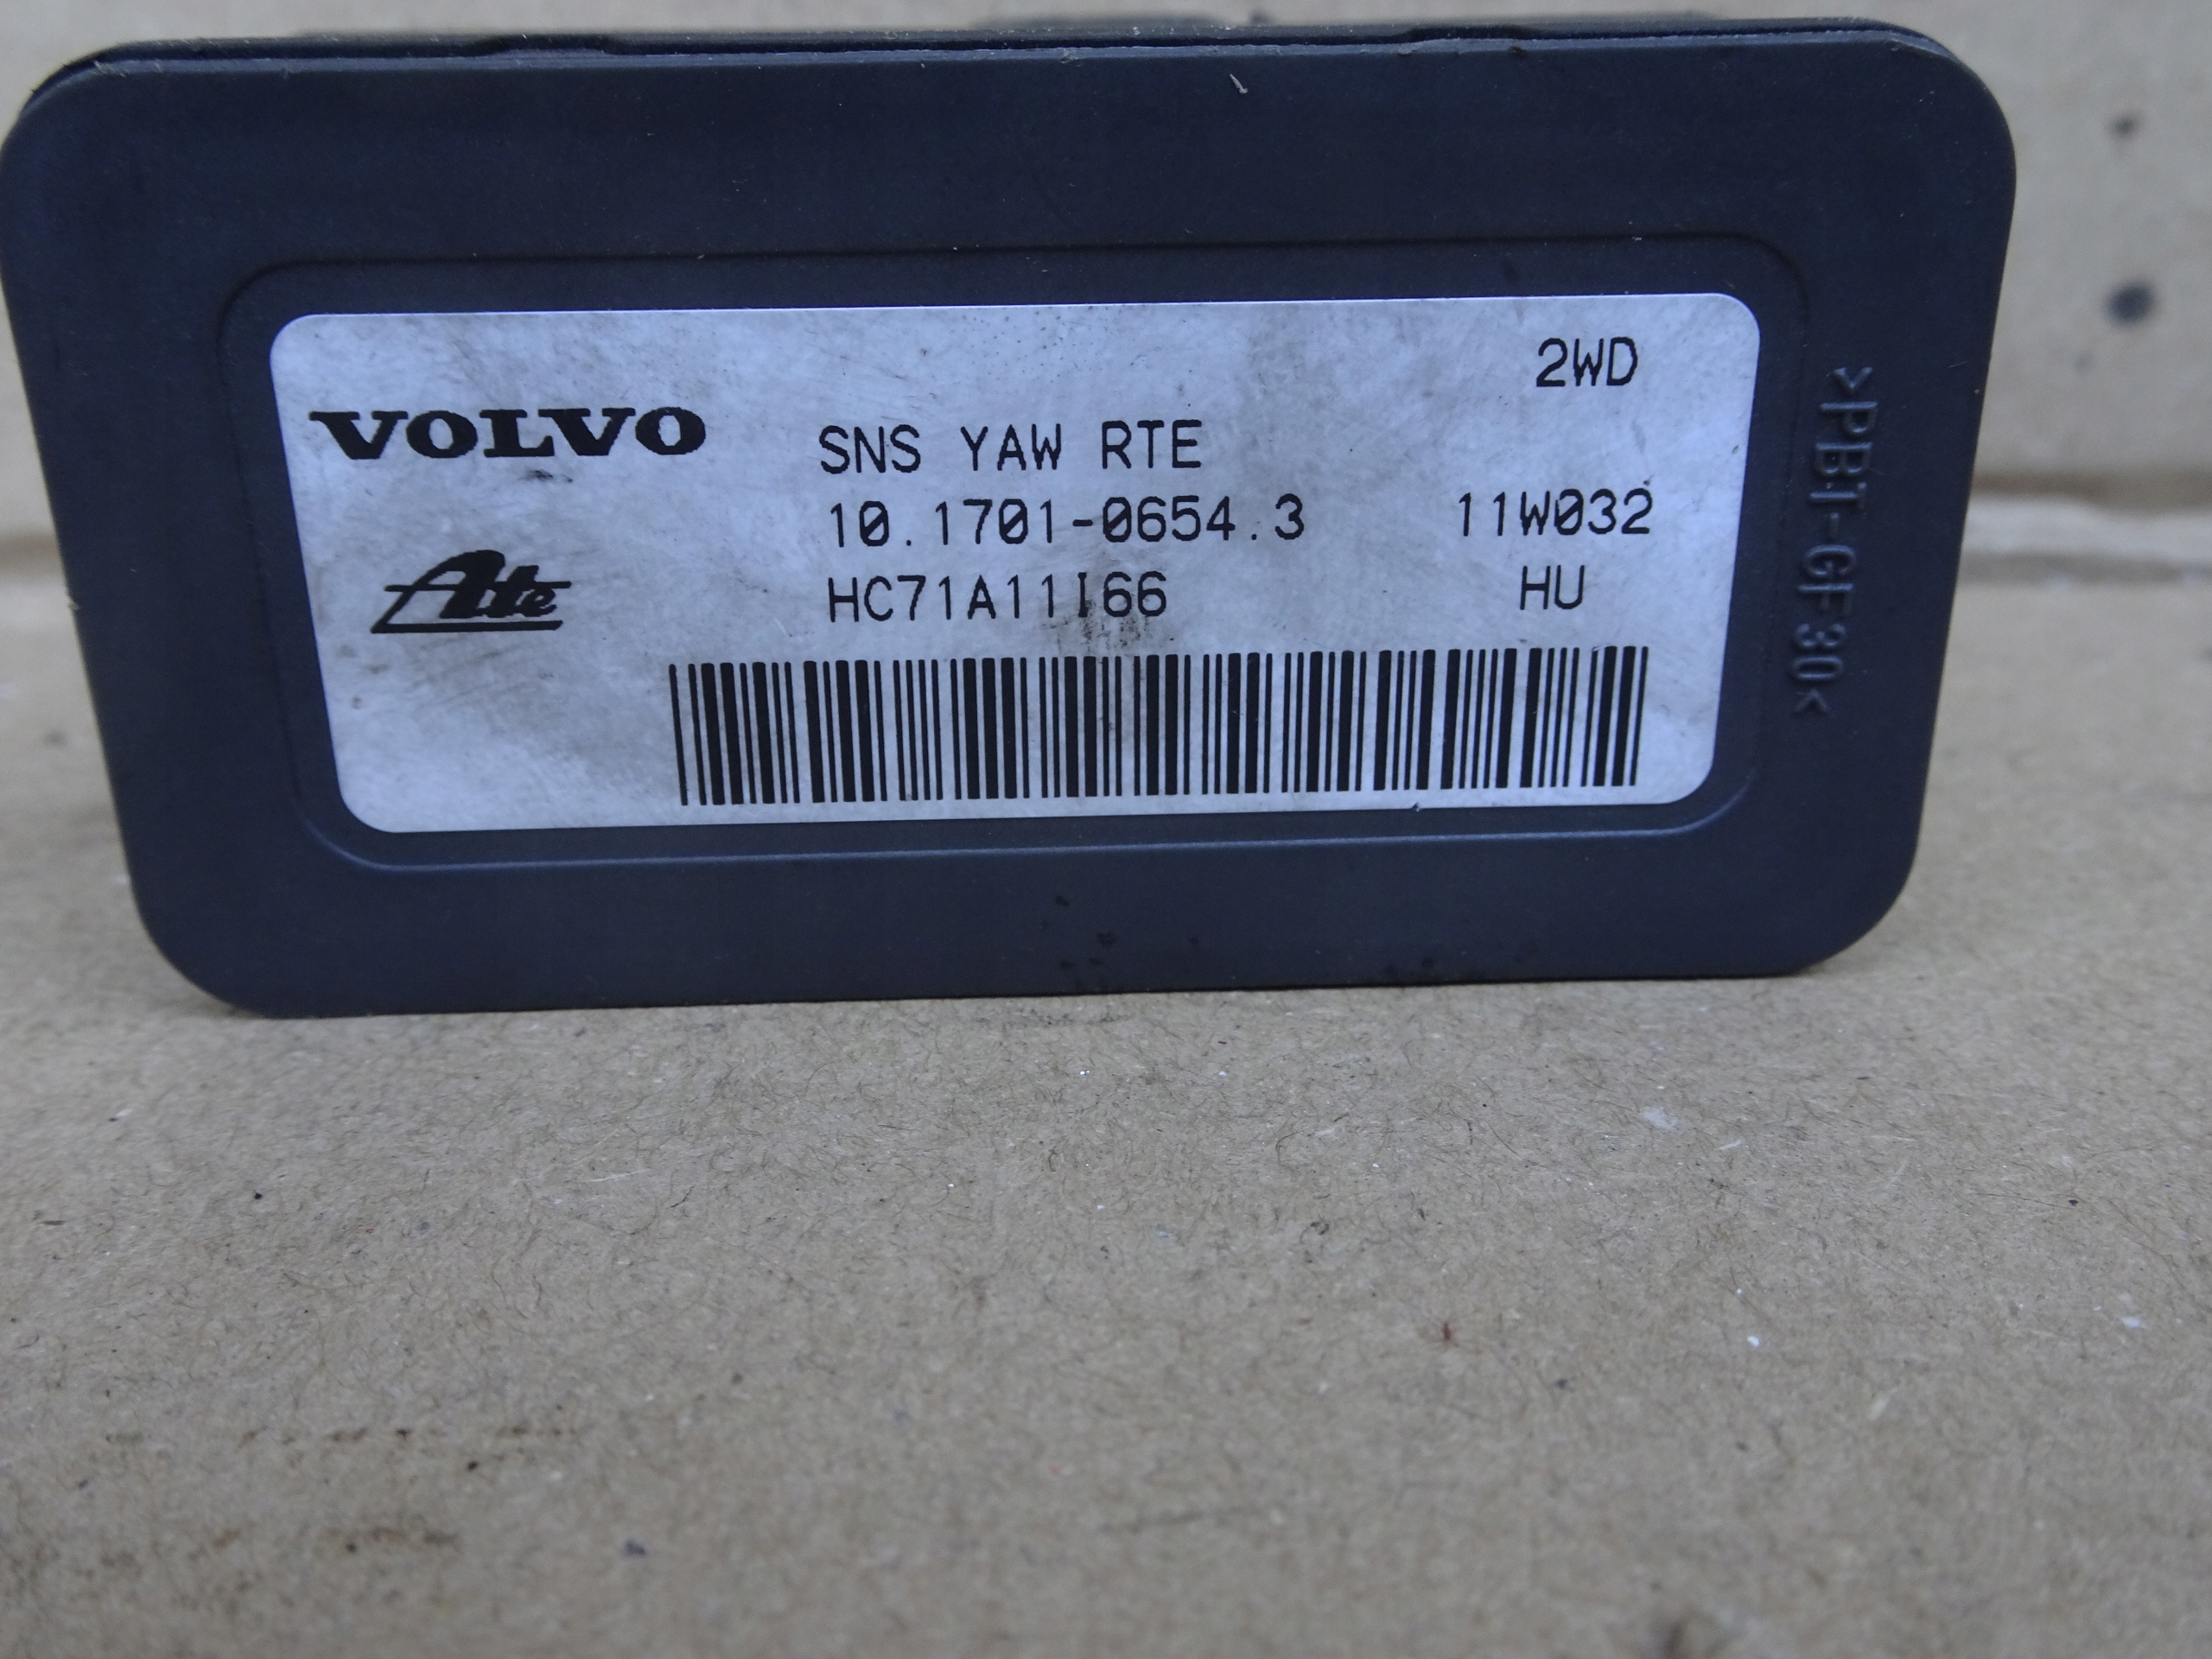 2WD
VOLVO
SNS YAW RTE
10.1701-0654.3 11W032
Ate
HC71A11I66 HU
>PBT-GF30<